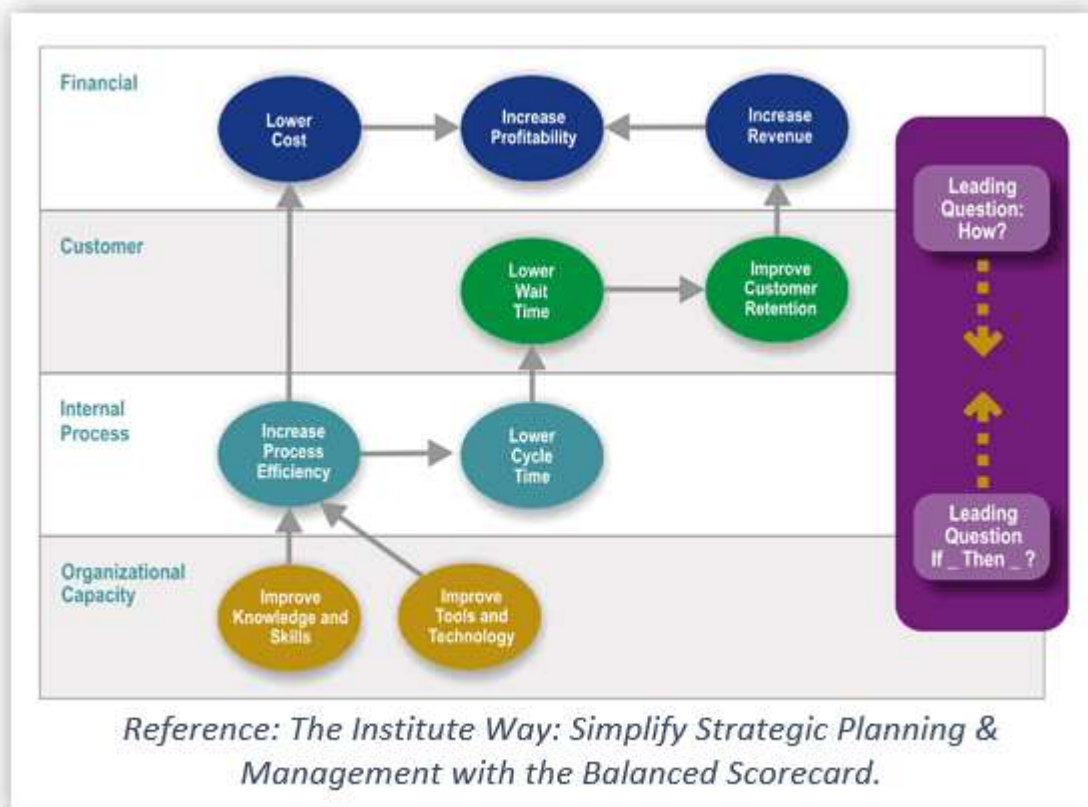 Financial
Lower
Cost
Increase
Profitability
Increase
Revenue
Leading
Question:
How?
Customer
Lower
Wait
Time
Improve
Customer
Retention
Internal
Process
Increase
Process
Efficiency
Lower
Cycle
Time
Leading
Question
If _ Then _ ?
Organizational
Capacity
Improve
Knowledge and
Skills
Improve
Tools and
Technology
Reference: The Institute Way: Simplify Strategic Planning &
Management with the Balanced Scorecard.